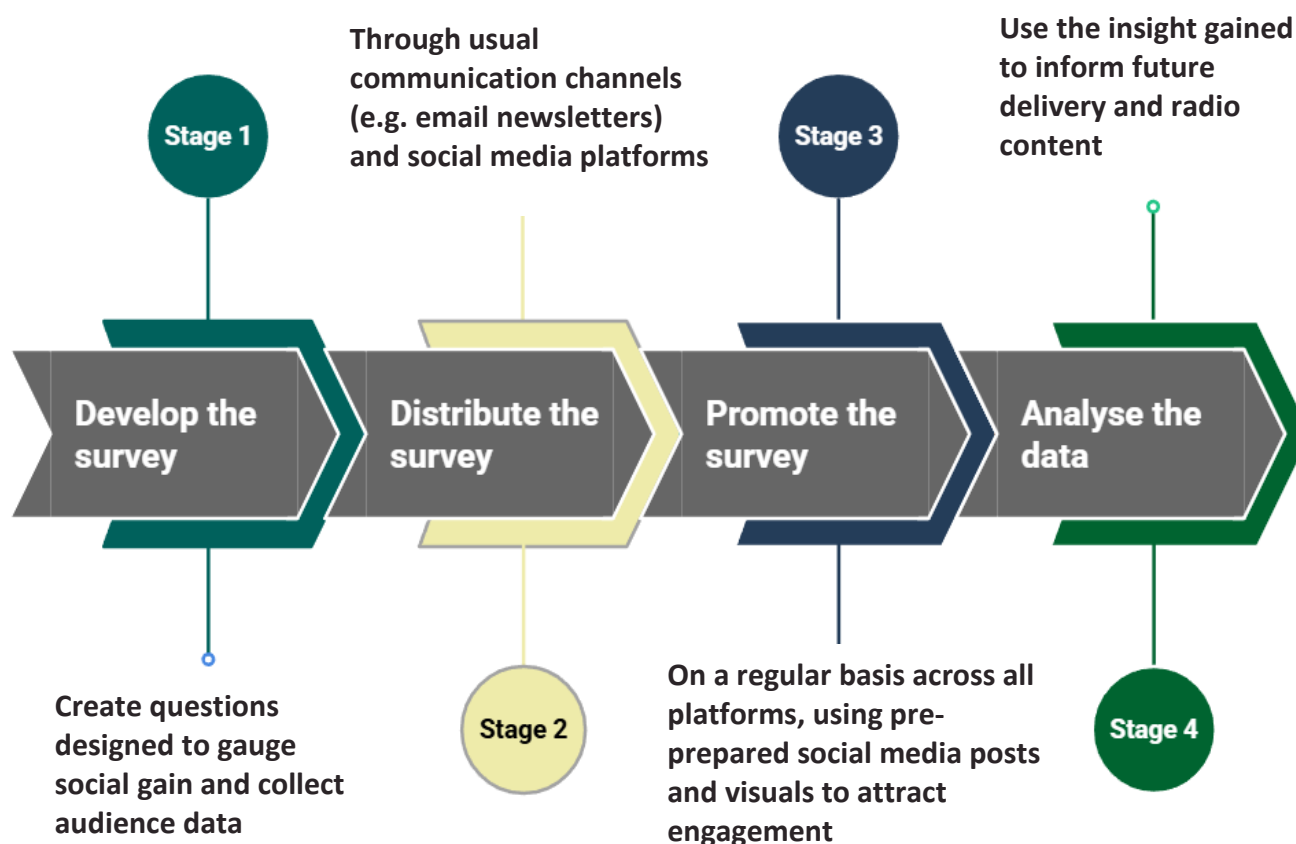 Stage 1
Develop the
survey
Create questions
designed to gauge
social gain and collect
audience data
Through usual
communication channels
(e.g. email newsletters)
and social media platforms
Distribute the
survey
Stage 2
Stage 3
Promote the
survey
On a regular basis across all
platforms, using pre-
prepared social media posts
and visuals to attract
engagement
Use the insight gained
to inform future
delivery and radio
content
Analyse the
data
Stage 4